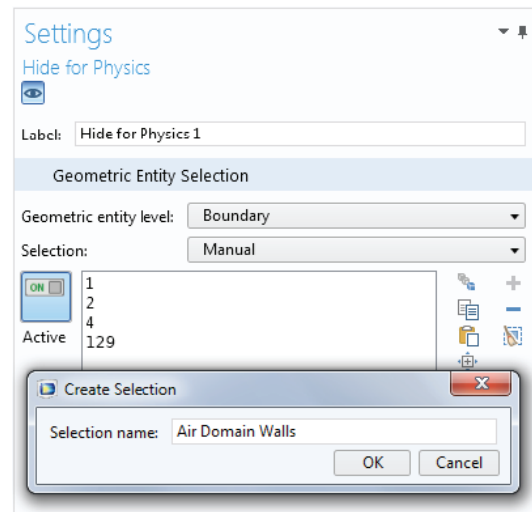 Settings
Hide for Physics
Label: Hide for Physics 1
Geometric Entity Selection
Geometric entity level: Boundary
Selection: Manual
ON
Active
1
2
4
129
Create Selection
Selection name: Air Domain Walls
OK Cancel